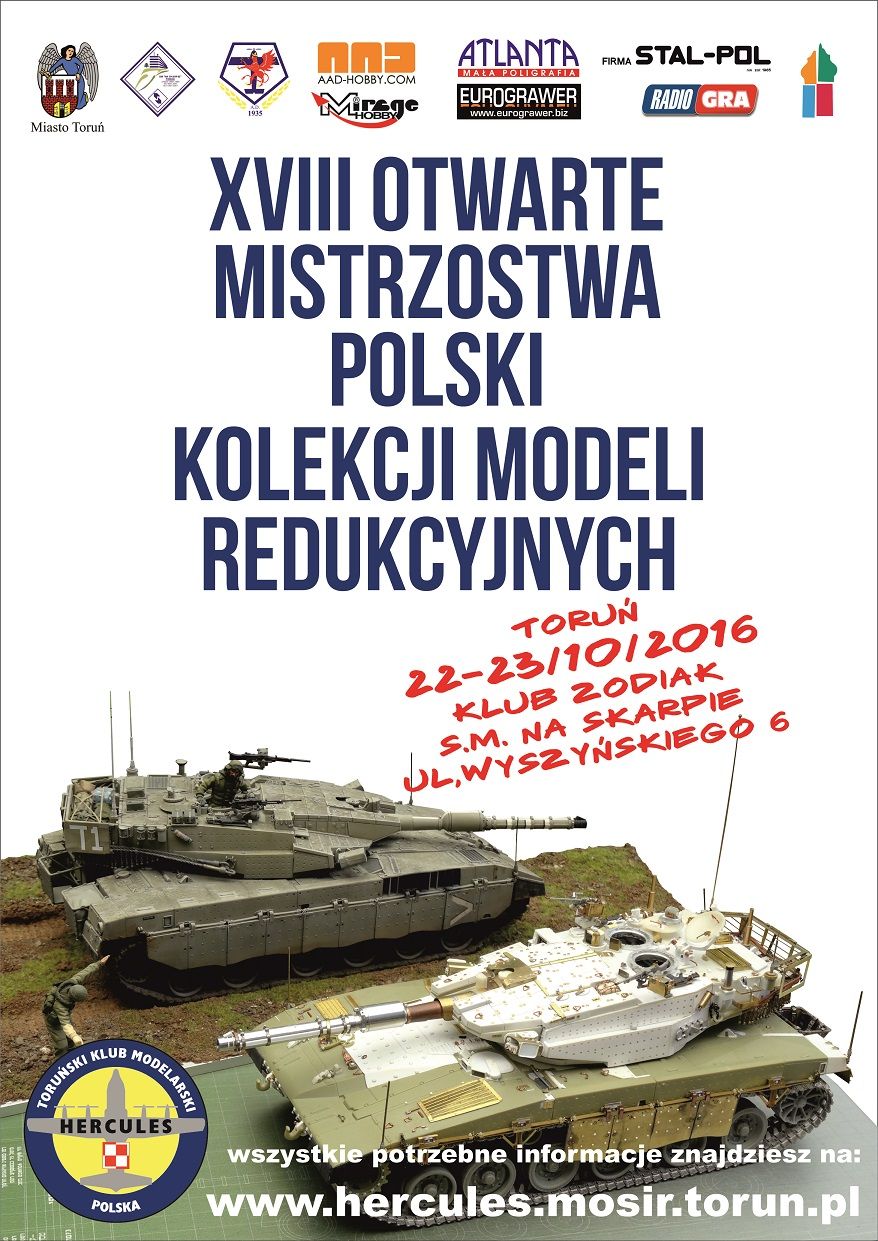 Miasto Toruń
A.D.
1935
AAD-HOBBY.COM
Mirage
HOBBY
ATLANTA
MAŁA POLIGRAFIA
EUROGRAWER
www.eurograwer.biz
FIRMA STAL-POL
RADIO GRA
XVIII OTWARTE
MISTRZOSTWA
POLSKI
KOLEKCJI MODELI
REDUKCYJNYCH
TORUŃ
22-23/10/2016
KLUB ZODIAK
S.M. NA SKARPIE
UL,WYSZYŃSKIEGO 6
T1
TORUŃSKI KLUB MODELARSKI
HERCULES
POLSKA
wszystkie potrzebne informacje znajdziesz na:
www.hercules.mosir.torun.pl